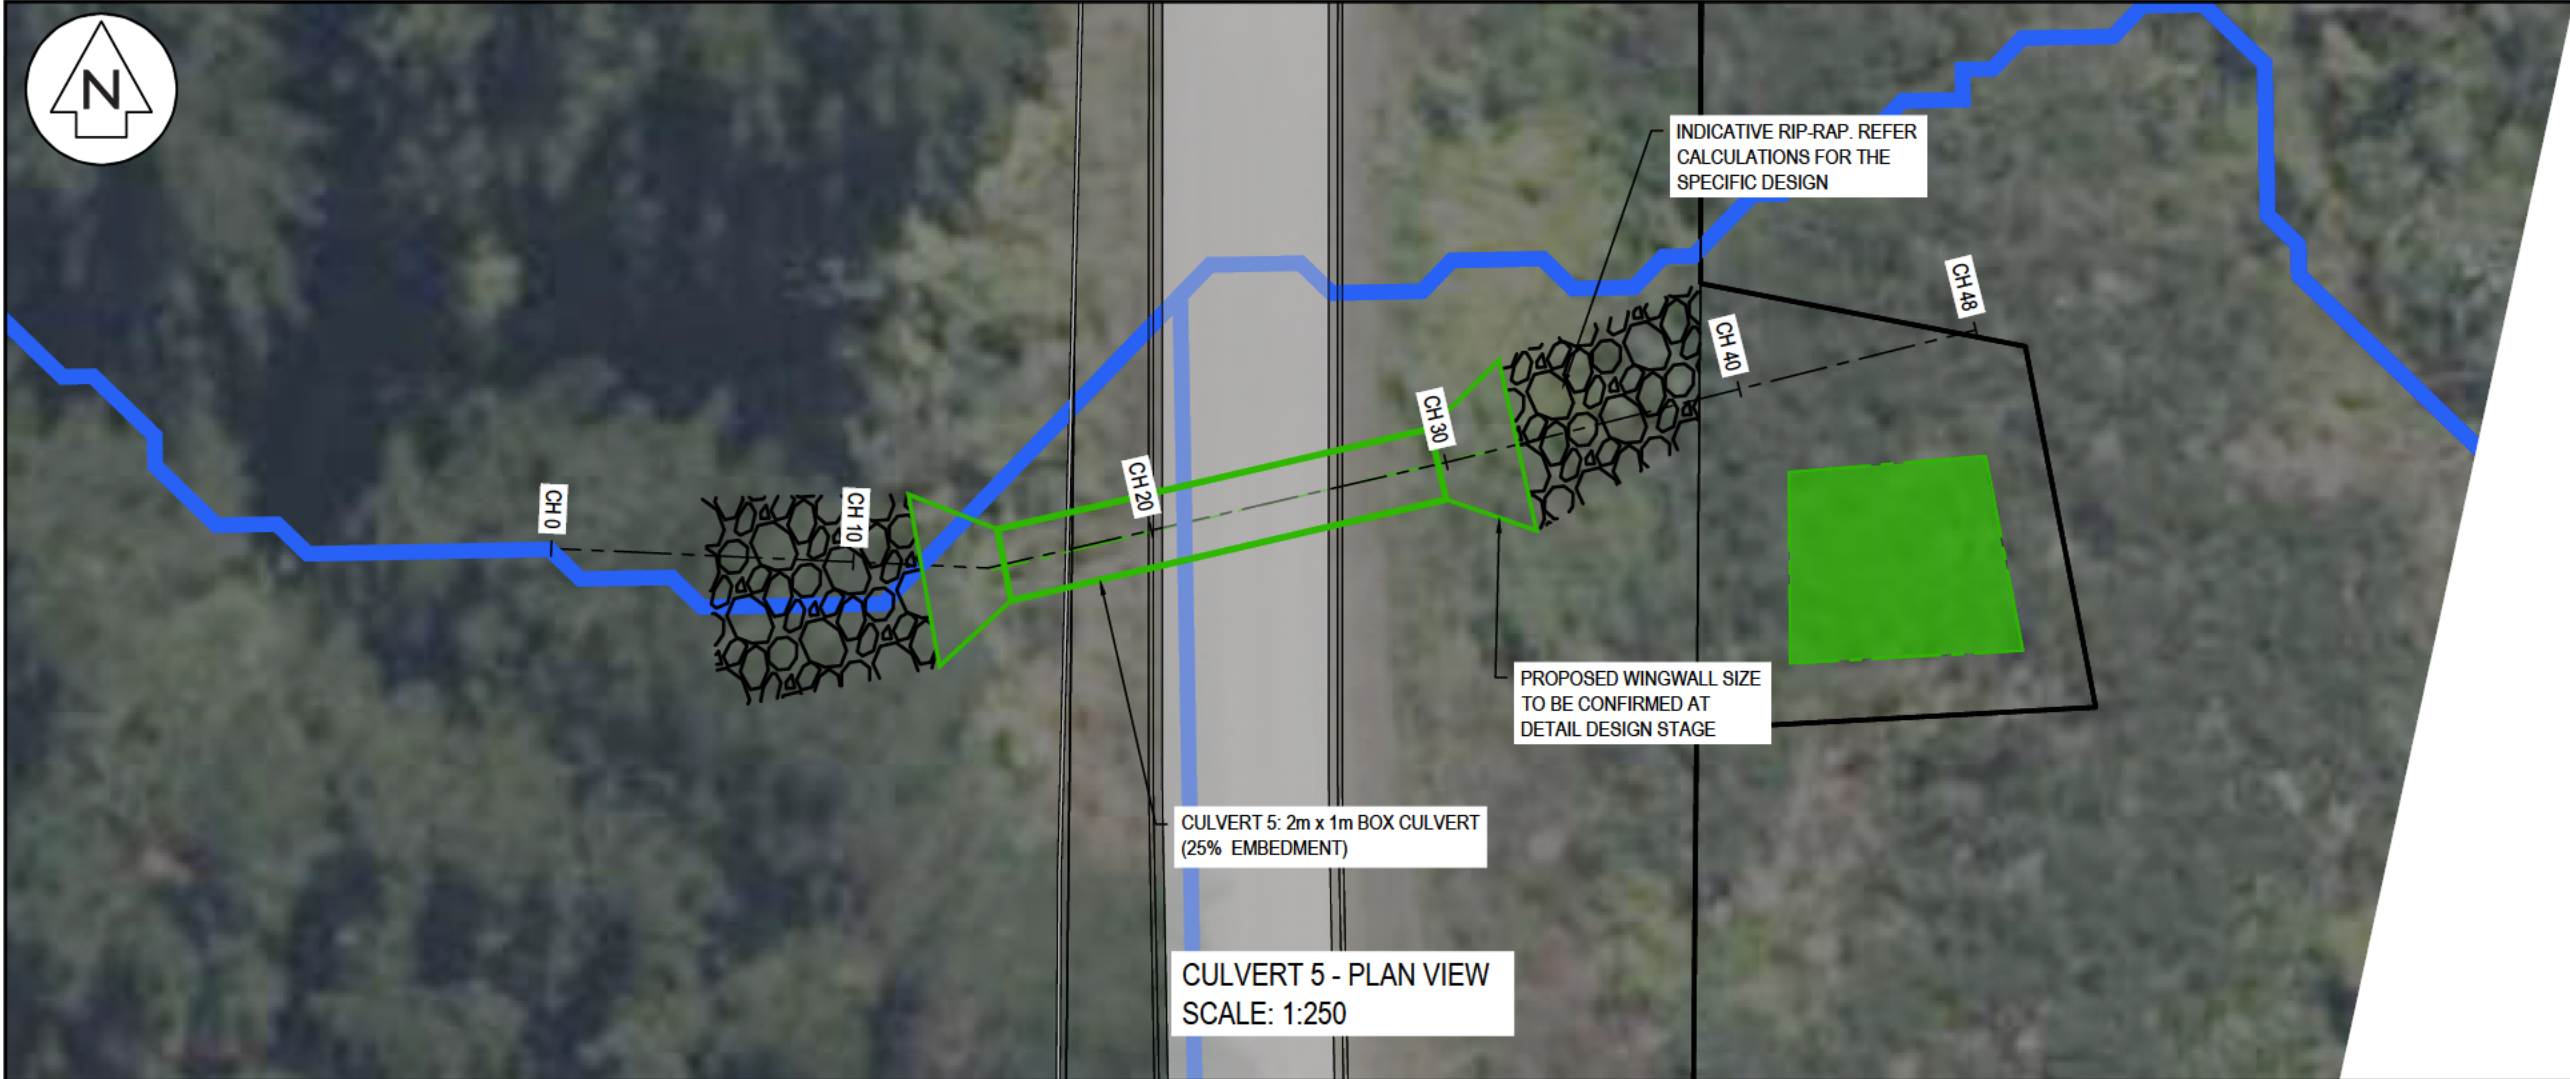 N
INDICATIVE RIP-RAP. REFER
CALCULATIONS FOR THE
SPECIFIC DESIGN
CH 48
CH 40
CH 30
CH 20
CH 10
CH 0
PROPOSED WINGWALL SIZE
TO BE CONFIRMED AT
DETAIL DESIGN STAGE
CULVERT 5: 2m x 1m BOX CULVERT
(25% EMBEDMENT)
CULVERT 5 - PLAN VIEW
SCALE: 1:250